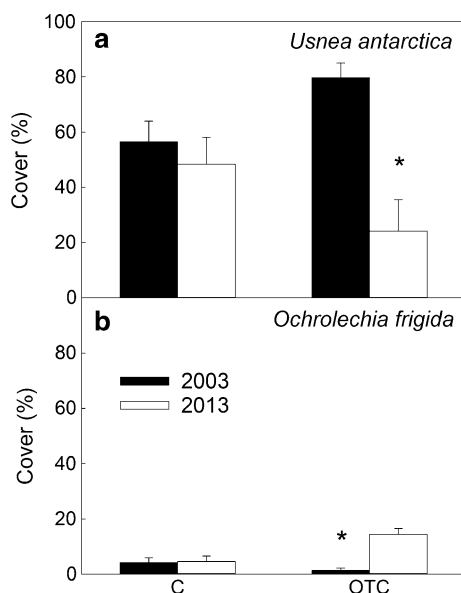 100
a
Usnea antarctica
80
60
*
40
20
0
Cover (%)
b
Ochrolechia frigida
80
2003
2013
60
40
20
*
0
Cover (%)
C
OTC